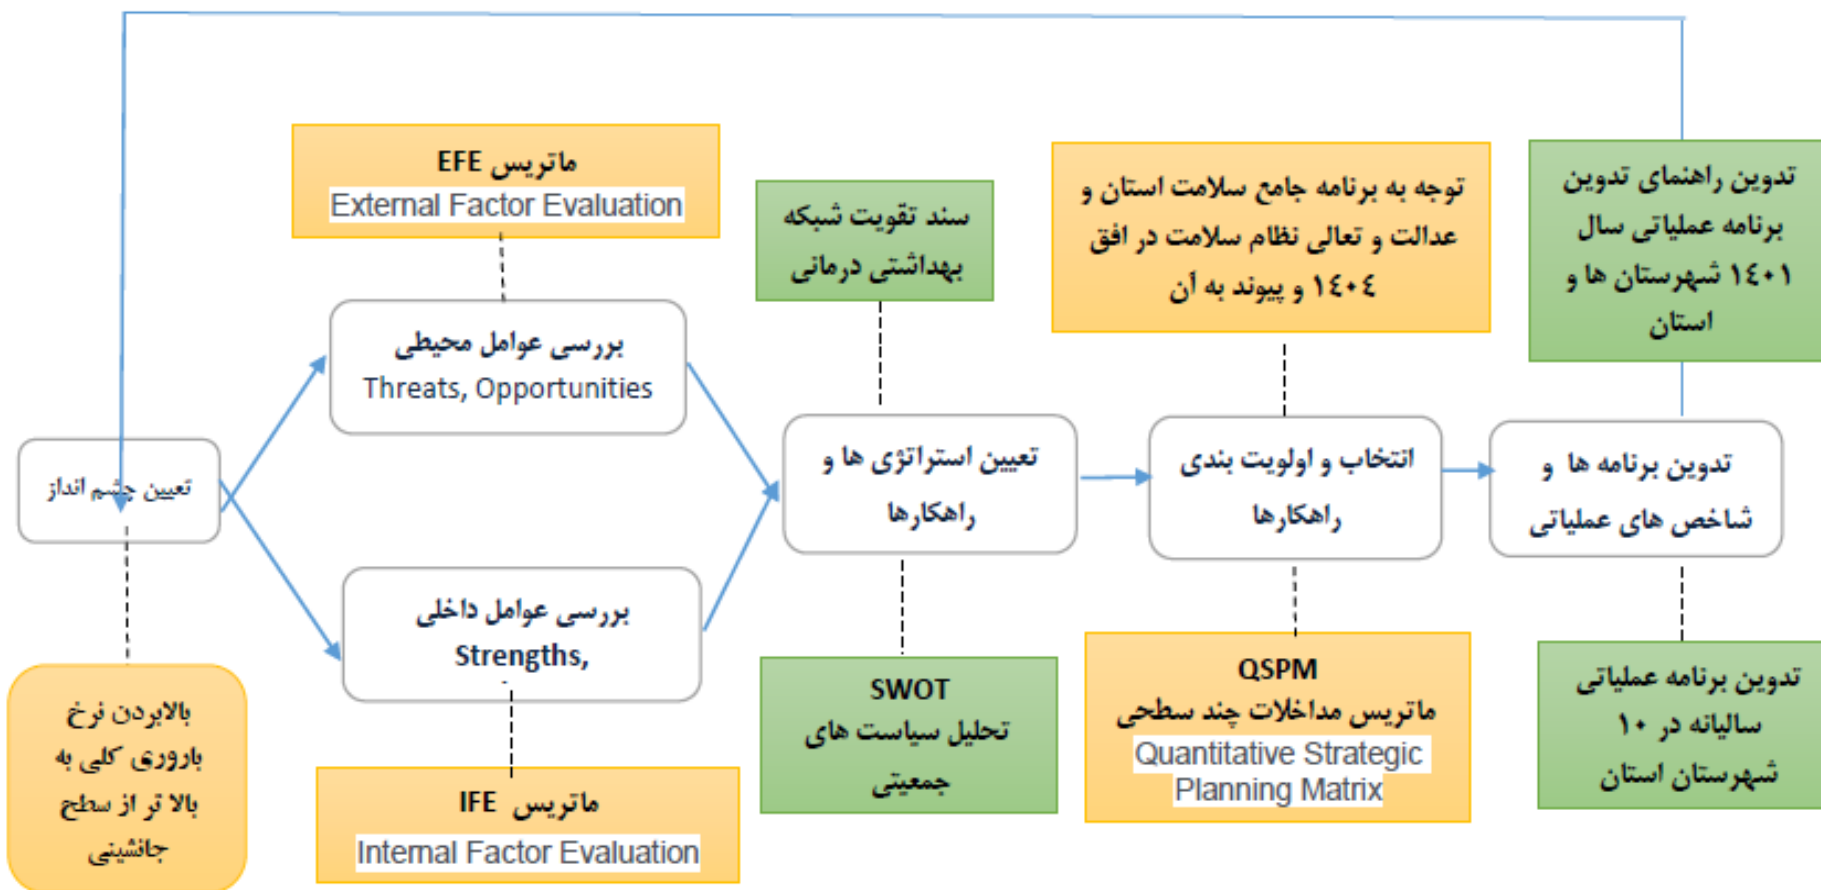 ماتریس EFE
External Factor Evaluation
سند تقویت شبکه
بهداشتی درمانی
توجه به برنامه جامع سلامت استان و
عدالت و تعالی نظام سلامت در افق
١٤٠٤ و پیوند به آن
تدوین راهنمای تدوین
برنامه عملیاتی سال
١٤٠١ شهرستان ها و
استان
بررسی عوامل محیطی
Threats, Opportunities
تعیین چشم انداز
تعیین استراتژی ها و
راهکارها
انتخاب و اولویت بندی
راهکارها
تدوین برنامه ها و
شاخص های عملیاتی
بررسی عوامل داخلی
Strengths,
بالابردن نرخ
باروری کلی به
بالا تر از سطح
جانشینی
ماتریس IFE
Internal Factor Evaluation
SWOT
تحلیل سیاست های
جمعیتی
QSPM
ماتریس مداخلات چند سطحی
Quantitative Strategic
Planning Matrix
تدوین برنامه عملیاتی
سالیانه در ١٠
شهرستان استان